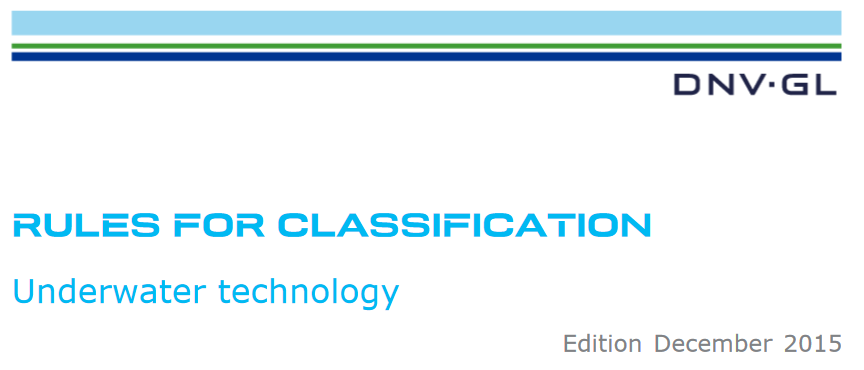 DNV·GL
RULES FOR CLASSIFICATION
Underwater technology
Edition December 2015